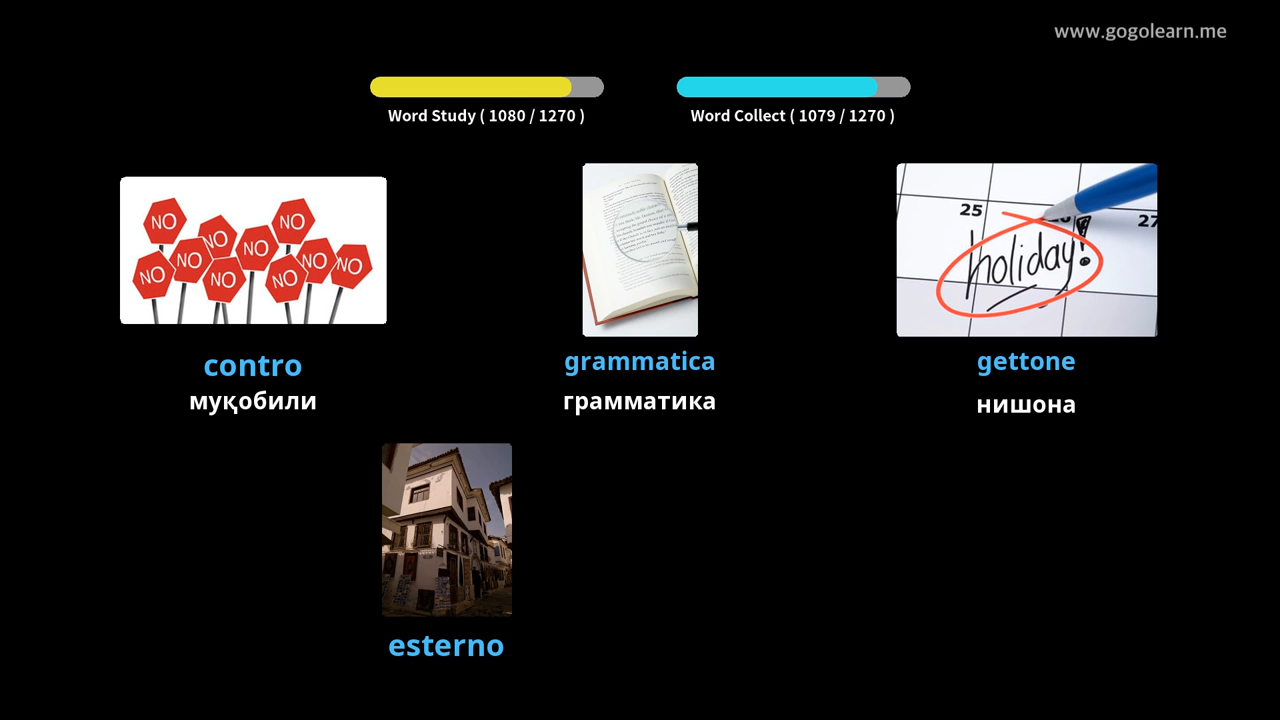 www.gogolearn.me
Word Study ( 1080 / 1270 )
Word Collect ( 1079 / 1270 )
NO
NO
NO
NO
NO
NO
NO
NO
NO
25
27
holiday!
contro
grammatica
gettone
муқобили
грамматика
нишона
esterno